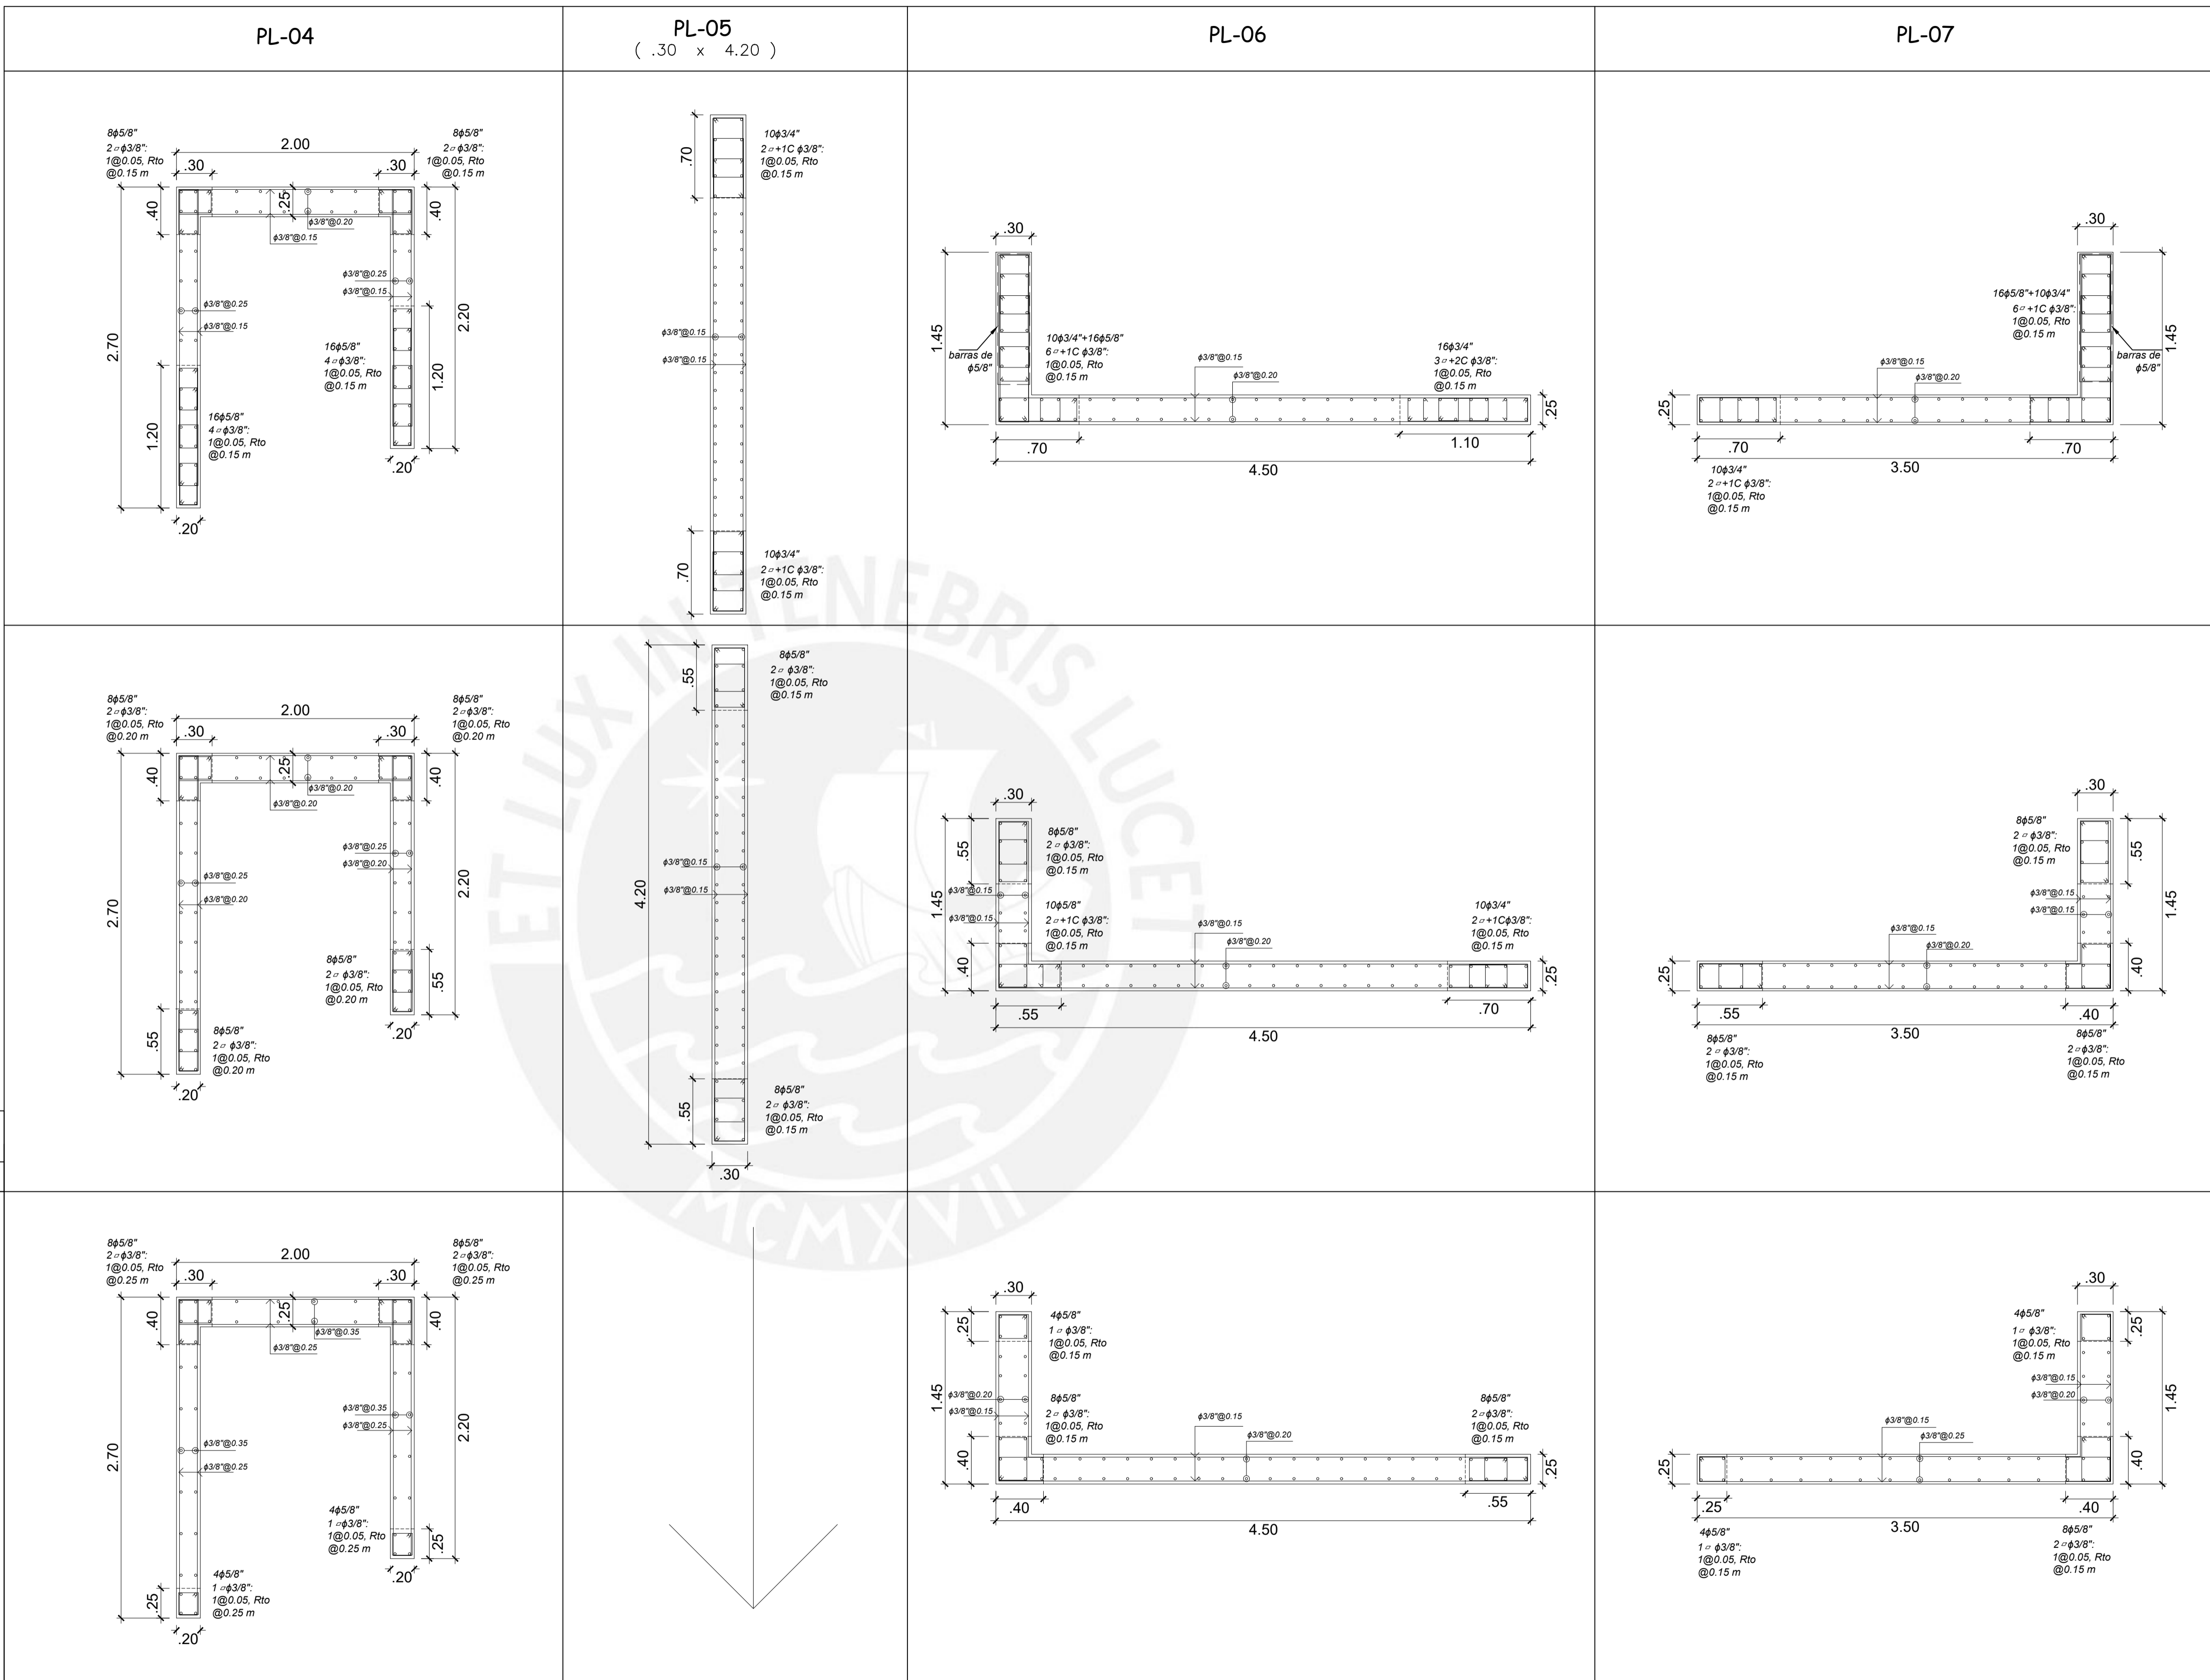 PL-04
PL-05
( .30 x 4.20 )
PL-06
PL-07
8ϕ5/8"
2▱ϕ3/8":
1@0.05, Rto
@0.15 m
2.00
.30
.30
8ϕ5/8"
2▱ϕ3/8":
1@0.05, Rto
@0.15 m
.40
.25
.40
ϕ3/8"@0.20
ϕ3/8"@0.15
ϕ3/8"@0.25
ϕ3/8"@0.15
ϕ3/8"@0.25
ϕ3/8"@0.15
2.70
2.20
16ϕ5/8"
4▱ϕ3/8":
1@0.05, Rto
@0.15 m
1.20
16ϕ5/8"
4▱ϕ3/8":
1@0.05, Rto
@0.15 m
1.20
.20
.20
.70
10ϕ3/4"
2▱+1C ϕ3/8":
1@0.05, Rto
@0.15 m
ϕ3/8"@0.15
ϕ3/8"@0.15
.70
10ϕ3/4"
2▱+1C ϕ3/8":
1@0.05, Rto
@0.15 m
.30
1.45
barras de
ϕ5/8"
10ϕ3/4"+16ϕ5/8"
6▱+1C ϕ3/8":
1@0.05, Rto
@0.15 m
ϕ3/8"@0.15
ϕ3/8"@0.20
16ϕ3/4"
3▱+2C ϕ3/8":
1@0.05, Rto
@0.15 m
.25
.70
1.10
4.50
.30
16ϕ5/8"+10ϕ3/4"
6▱+1C ϕ3/8":
1@0.05, Rto
@0.15 m
1.45
barras de
ϕ5/8"
ϕ3/8"@0.15
ϕ3/8"@0.20
.25
.70
.70
3.50
10ϕ3/4"
2▱+1C ϕ3/8":
1@0.05, Rto
@0.15 m
8ϕ5/8"
2▱ϕ3/8":
1@0.05, Rto
@0.20 m
2.00
.30
.30
8ϕ5/8"
2▱ϕ3/8":
1@0.05, Rto
@0.20 m
.40
.25
.40
ϕ3/8"@0.20
ϕ3/8"@0.20
ϕ3/8"@0.25
ϕ3/8"@0.20
ϕ3/8"@0.25
ϕ3/8"@0.20
2.70
2.20
8ϕ5/8"
2▱ ϕ3/8":
1@0.05, Rto
@0.20 m
.55
8ϕ5/8"
2▱ ϕ3/8":
1@0.05, Rto
@0.20 m
.55
.20
.20
.55
8ϕ5/8"
2▱ ϕ3/8":
1@0.05, Rto
@0.15 m
4.20
ϕ3/8"@0.15
ϕ3/8"@0.15
.55
8ϕ5/8"
2▱ ϕ3/8":
1@0.05, Rto
@0.15 m
.30
.30
.55
8ϕ5/8"
2▱ ϕ3/8":
1@0.05, Rto
@0.15 m
1.45
ϕ3/8"@0.15
ϕ3/8"@0.15
10ϕ5/8"
2▱+1C ϕ3/8":
1@0.05, Rto
@0.15 m
ϕ3/8"@0.15
ϕ3/8"@0.20
10ϕ3/4"
2▱+1Cϕ3/8":
1@0.05, Rto
@0.15 m
.40
.25
.55
.70
4.50
.30
8ϕ5/8"
2▱ ϕ3/8":
1@0.05, Rto
@0.15 m
.55
ϕ3/8"@0.15
ϕ3/8"@0.15
1.45
ϕ3/8"@0.15
ϕ3/8"@0.20
.25
.40
.55
.40
3.50
8ϕ5/8"
2▱ ϕ3/8":
1@0.05, Rto
@0.15 m
8ϕ5/8"
2▱ϕ3/8":
1@0.05, Rto
@0.15 m
8ϕ5/8"
2▱ϕ3/8":
1@0.05, Rto
@0.25 m
2.00
.30
.30
8ϕ5/8"
2▱ϕ3/8":
1@0.05, Rto
@0.25 m
.40
.25
.40
ϕ3/8"@0.35
ϕ3/8"@0.25
ϕ3/8"@0.35
ϕ3/8"@0.25
ϕ3/8"@0.35
ϕ3/8"@0.25
2.70
2.20
4ϕ5/8"
1▱ϕ3/8":
1@0.05, Rto
@0.25 m
.25
4ϕ5/8"
1▱ϕ3/8":
1@0.05, Rto
@0.25 m
.25
.20
.20
.30
.25
4ϕ5/8"
1▱ ϕ3/8":
1@0.05, Rto
@0.15 m
1.45
ϕ3/8"@0.20
ϕ3/8"@0.15
8ϕ5/8"
2▱ ϕ3/8":
1@0.05, Rto
@0.15 m
ϕ3/8"@0.15
ϕ3/8"@0.20
8ϕ5/8"
2▱ϕ3/8":
1@0.05, Rto
@0.15 m
.40
.25
.40
.55
4.50
.30
4ϕ5/8"
1▱ ϕ3/8":
1@0.05, Rto
@0.15 m
.25
ϕ3/8"@0.15
ϕ3/8"@0.20
1.45
ϕ3/8"@0.15
ϕ3/8"@0.25
.25
.40
.25
.40
3.50
4ϕ5/8"
1▱ ϕ3/8":
1@0.05, Rto
@0.15 m
8ϕ5/8"
2▱ϕ3/8":
1@0.05, Rto
@0.15 m
ET LUX IN TENEBRIS LUCET
MCMXVII